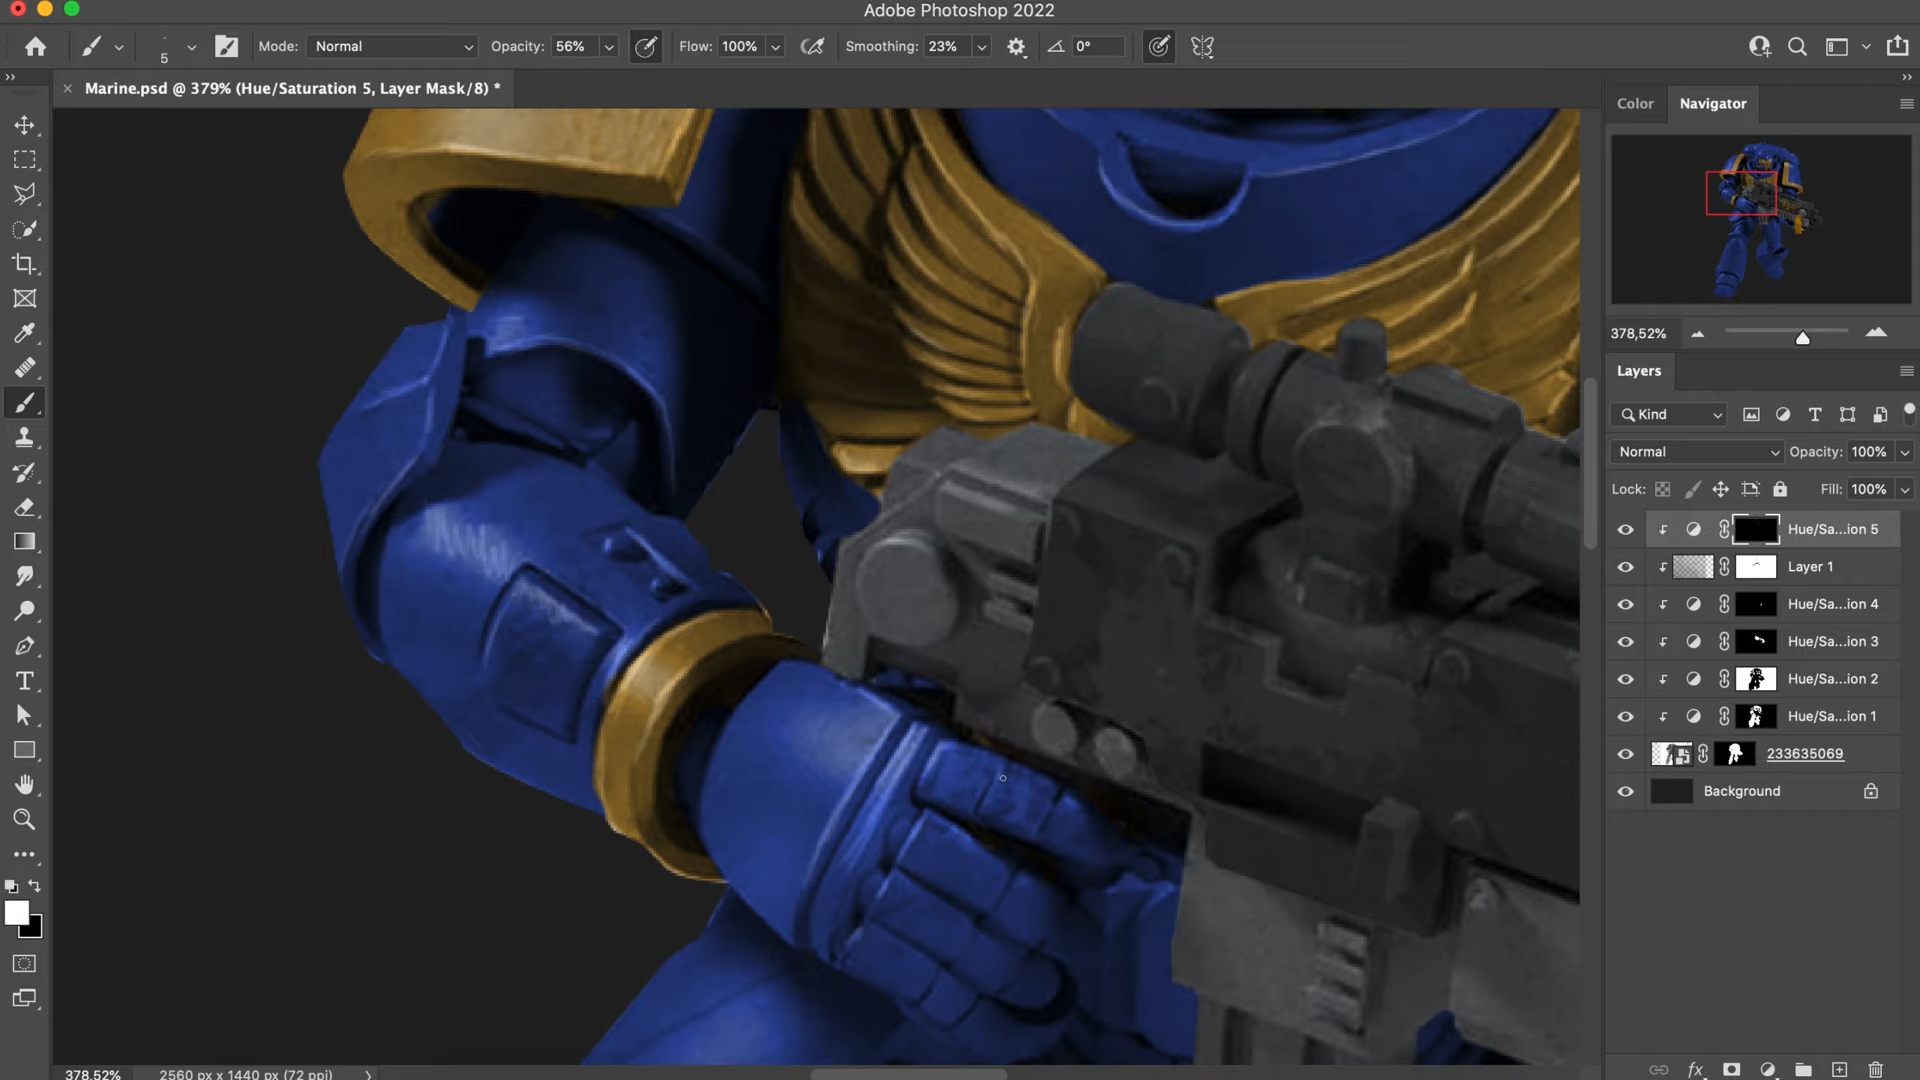 Adobe Photoshop 2022
5 Mode: Normal Opacity: 56% Flow: 100% Smoothing: 23% 0°
Marine.psd @ 379% (Hue/Saturation 5, Layer Mask/8) *
Color Navigator
378,52%
Layers
Kind
Normal Opacity: 100%
Lock: Fill: 100%
Hue/Sa...ion 5
Layer 1
Hue/Sa...ion 4
Hue/Sa...ion 3
Hue/Sa...ion 2
Hue/Sa...ion 1
233635069
Background
fx
378,52% 2560 px x 1440 px (72 ppi)